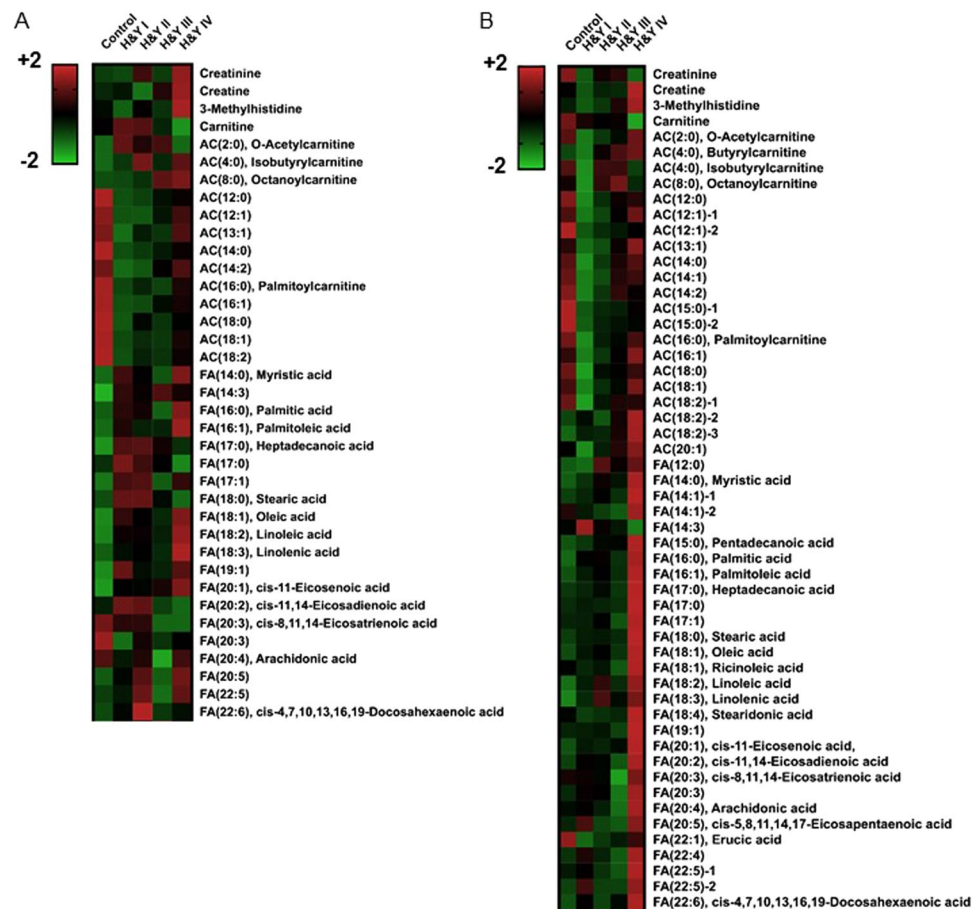 A
Control
H&Y I
H&Y II
H&Y III
H&Y IV
+2
-2
Creatinine
Creatine
3-Methylhistidine
Carnitine
AC(2:0), O-Acetylcarnitine
AC(4:0), Isobutyrylcarnitine
AC(8:0), Octanoylcarnitine
AC(12:0)
AC(12:1)
AC(13:1)
AC(14:0)
AC(14:2)
AC(16:0), Palmitoylcarnitine
AC(16:1)
AC(18:0)
AC(18:1)
AC(18:2)
FA(14:0), Myristic acid
FA(14:3)
FA(16:0), Palmitic acid
FA(16:1), Palmitoleic acid
FA(17:0), Heptadecanoic acid
FA(17:0)
FA(17:1)
FA(18:0), Stearic acid
FA(18:1), Oleic acid
FA(18:2), Linoleic acid
FA(18:3), Linolenic acid
FA(19:1)
FA(20:1), cis-11-Eicosenoic acid
FA(20:2), cis-11,14-Eicosadienoic acid
FA(20:3), cis-8,11,14-Eicosatrienoic acid
FA(20:3)
FA(20:4), Arachidonic acid
FA(20:5)
FA(22:5)
FA(22:6), cis-4,7,10,13,16,19-Docosahexaenoic acid
B
Control
H&Y I
H&Y II
H&Y III
H&Y IV
+2
-2
Creatinine
Creatine
3-Methylhistidine
Carnitine
AC(2:0), O-Acetylcarnitine
AC(4:0), Butyrylcarnitine
AC(4:0), Isobutyrylcarnitine
AC(8:0), Octanoylcarnitine
AC(12:0)
AC(12:1)-1
AC(12:1)-2
AC(13:1)
AC(14:0)
AC(14:1)
AC(14:2)
AC(15:0)-1
AC(15:0)-2
AC(16:0), Palmitoylcarnitine
AC(16:1)
AC(18:0)
AC(18:1)
AC(18:2)-1
AC(18:2)-2
AC(18:2)-3
AC(20:1)
FA(12:0)
FA(14:0), Myristic acid
FA(14:1)-1
FA(14:1)-2
FA(14:3)
FA(15:0), Pentadecanoic acid
FA(16:0), Palmitic acid
FA(16:1), Palmitoleic acid
FA(17:0), Heptadecanoic acid
FA(17:0)
FA(17:1)
FA(18:0), Stearic acid
FA(18:1), Oleic acid
FA(18:1), Ricinoleic acid
FA(18:2), Linoleic acid
FA(18:3), Linolenic acid
FA(18:4), Stearidonic acid
FA(19:1)
FA(20:1), cis-11-Eicosenoic acid,
FA(20:2), cis-11,14-Eicosadienoic acid
FA(20:3), cis-8,11,14-Eicosatrienoic acid
FA(20:3)
FA(20:4), Arachidonic acid
FA(20:5), cis-5,8,11,14,17-Eicosapentaenoic acid
FA(22:1), Erucic acid
FA(22:4)
FA(22:5)-1
FA(22:5)-2
FA(22:6), cis-4,7,10,13,16,19-Docosahexaenoic acid